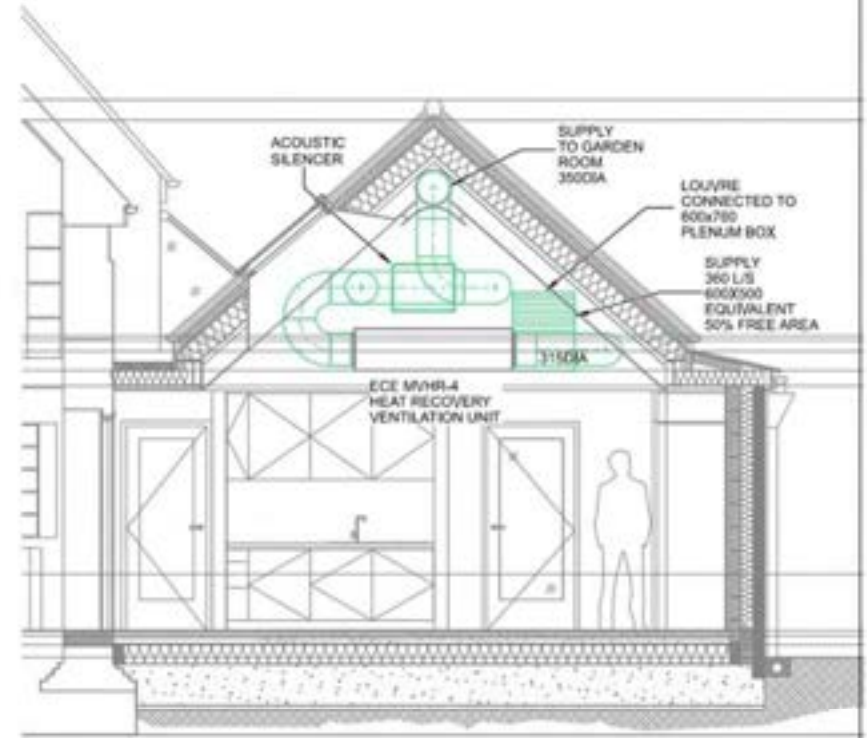 ACOUSTIC
SILENCER
SUPPLY
TO GARDEN
ROOM
350DIA
LOUVRE
CONNECTED TO
600x760
PLENUM BOX
SUPPLY
360 L/S
600X500
EQUIVALENT
50% FREE AREA
315DIA
ECE MVHR-4
HEAT RECOVERY
VENTILATION UNIT